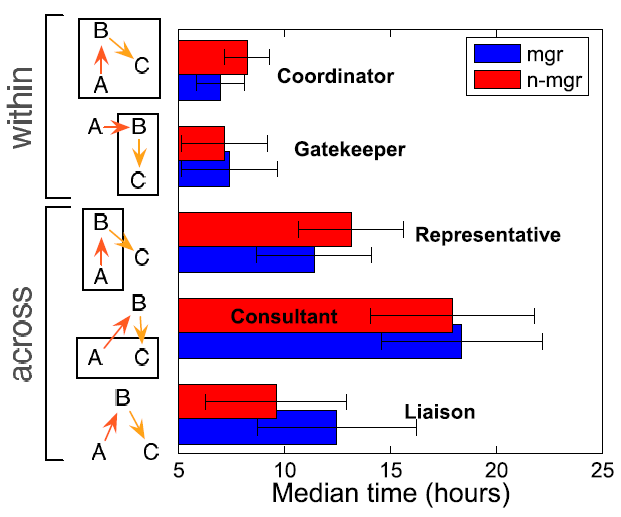 within
across
B
C
A
A B
C
B
C
A
B
A C
B
A C
mgr
n-mgr
Coordinator
Gatekeeper
Representative
Consultant
Liaison
5 10 15 20 25
Median time (hours)